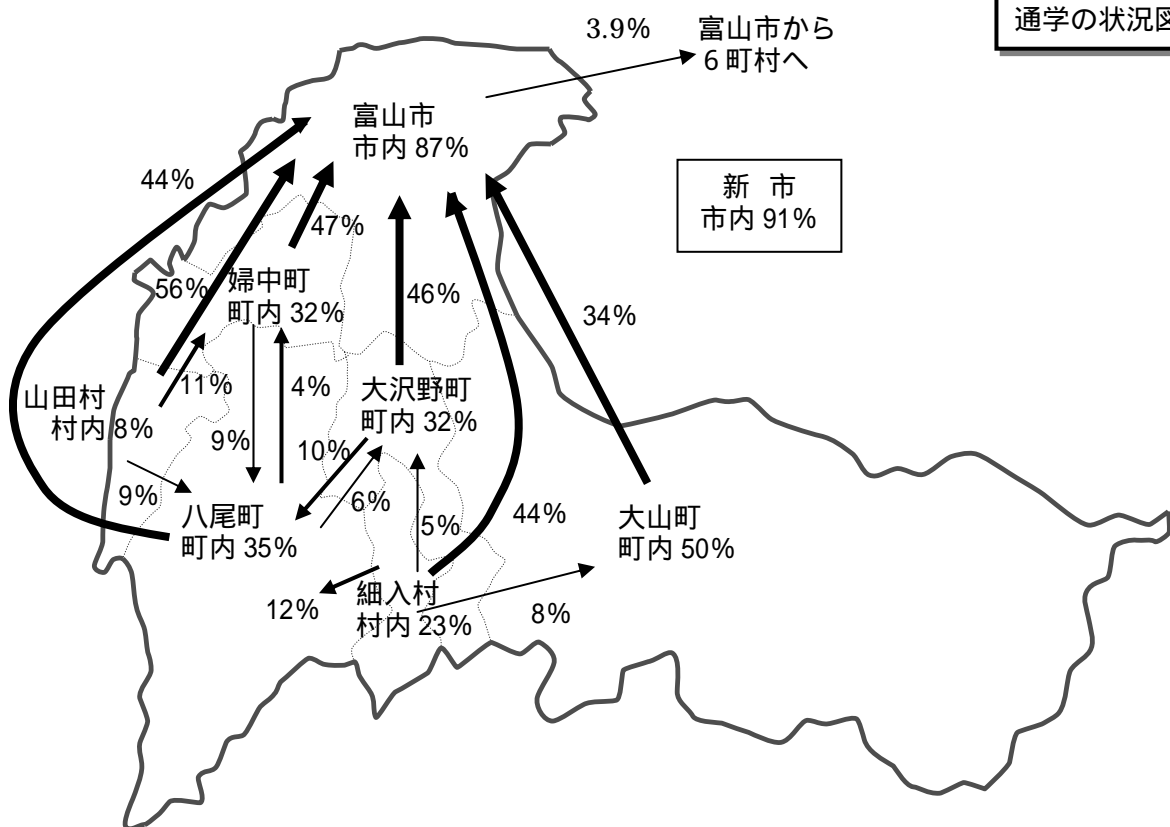 通学の状況図
3.9%
富山市から
６町村へ
富山市
市内 87%
新 市
市内 91%
44%
47%
56%
婦中町
町内 32%
46%
34%
11%
4%
山田村
村内 8%
大沢野町
町内 32%
9%
10%
9%
6%
八尾町
町内 35%
5%
44%
大山町
町内 50%
12%
細入村
村内 23%
8%